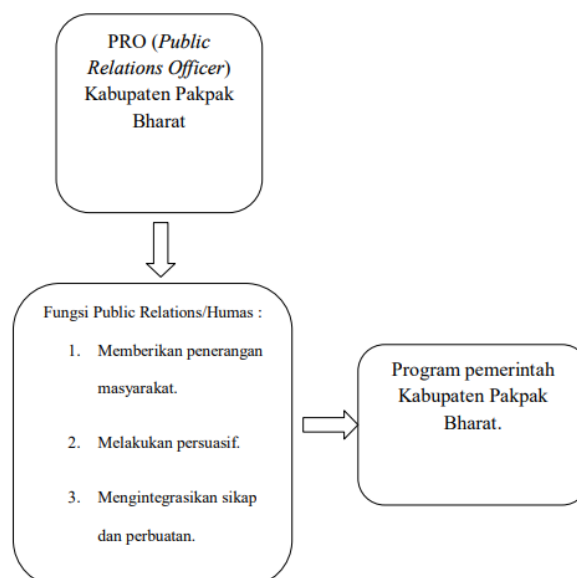 PRO (Public
Relations Officer)
Kabupaten Pakpak
Bharat
Fungsi Public Relations/Humas :
1. Memberikan penerangan
masyarakat.
2. Melakukan persuasif.
3. Mengintegrasikan sikap
dan perbuatan.
Program pemerintah
Kabupaten Pakpak
Bharat.